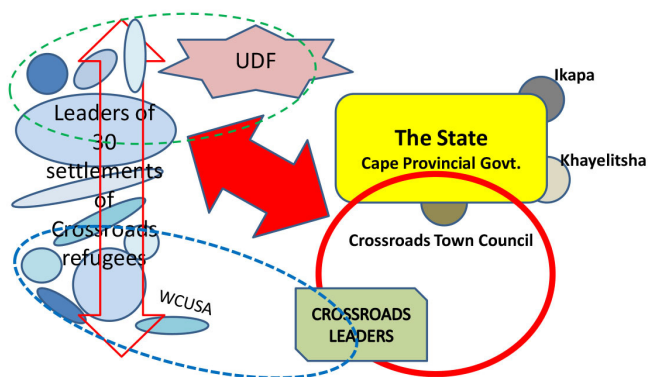 UDF
Leaders of
30
settlements
of
Crossroads
refugees
WCUSA
The State
Cape Provincial Govt.
Ikapa
Khayelitsha
Crossroads Town Council
CROSSROADS
LEADERS